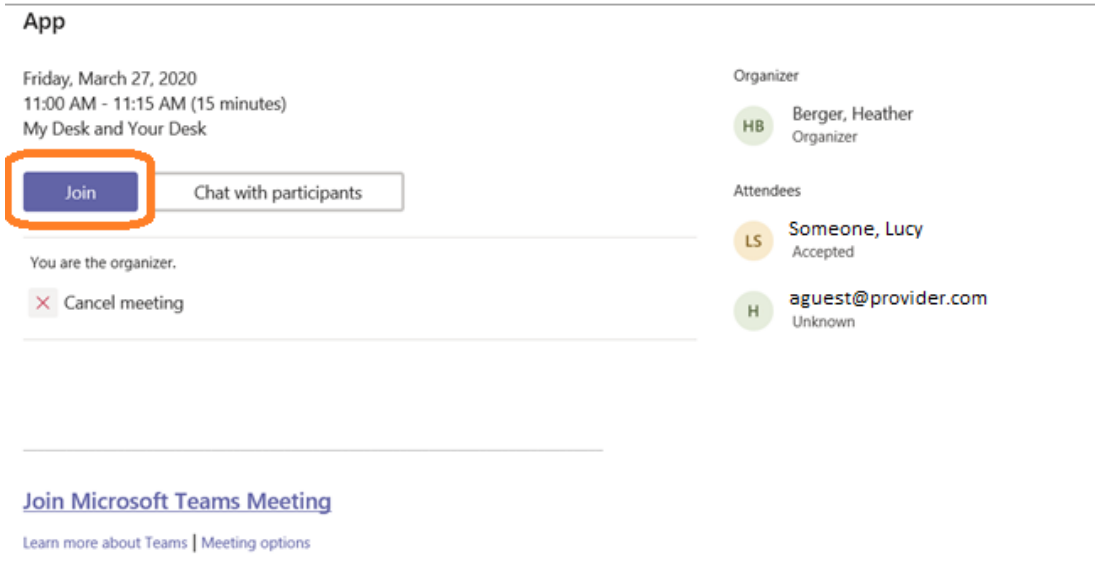 App
Friday, March 27, 2020
11:00 AM - 11:15 AM (15 minutes)
My Desk and Your Desk
Join
Chat with participants
You are the organizer.
Cancel meeting
Join Microsoft Teams Meeting
Learn more about Teams | Meeting options
Organizer
HB
Berger, Heather
Organizer
Attendees
LS
Someone, Lucy
Accepted
H
aguest@provider.com
Unknown